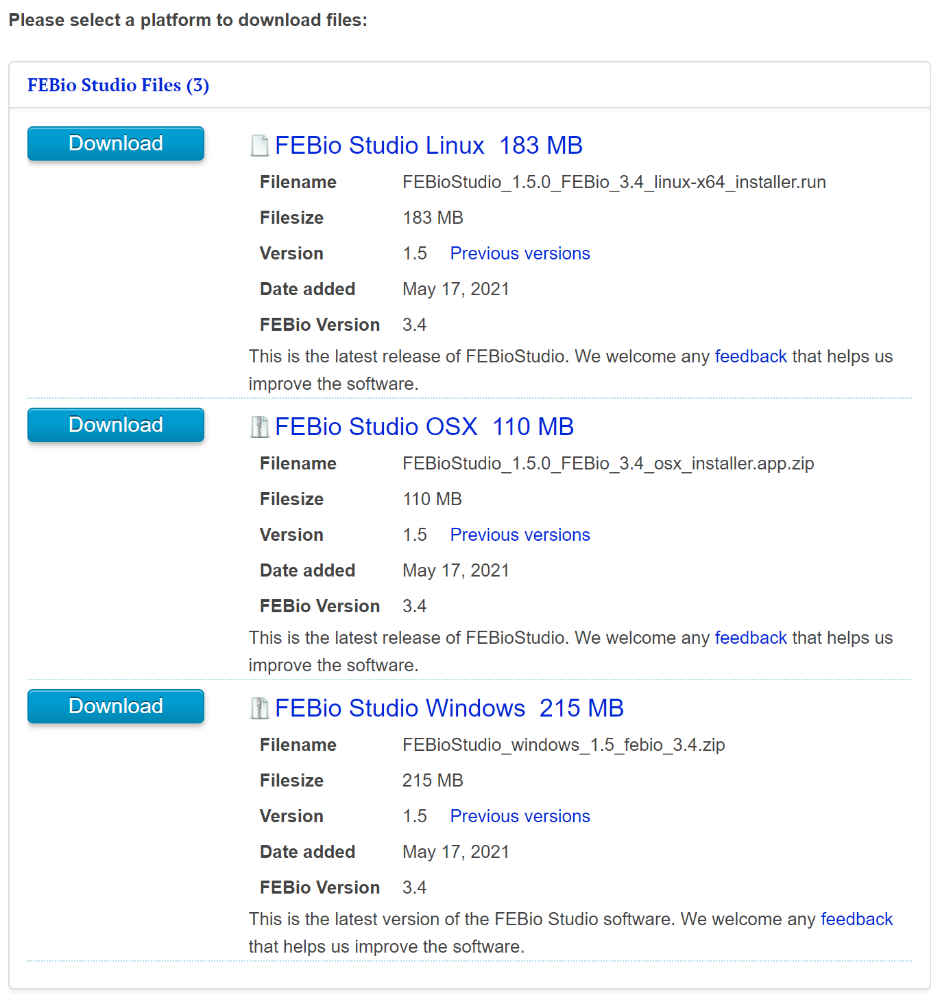 Please select a platform to download files:
FEBio Studio Files (3)
Download
FEBio Studio Linux 183 MB
Filename FEBioStudio_1.5.0_FEBio_3.4_linux-x64_installer.run
Filesize 183 MB
Version 1.5 Previous versions
Date added May 17, 2021
FEBio Version 3.4
This is the latest release of FEBioStudio. We welcome any feedback that helps us
improve the software.
Download
FEBio Studio OSX 110 MB
Filename FEBioStudio_1.5.0_FEBio_3.4_osx_installer.app.zip
Filesize 110 MB
Version 1.5 Previous versions
Date added May 17, 2021
FEBio Version 3.4
This is the latest release of FEBioStudio. We welcome any feedback that helps us
improve the software.
Download
FEBio Studio Windows 215 MB
Filename FEBioStudio_windows_1.5_febio_3.4.zip
Filesize 215 MB
Version 1.5 Previous versions
Date added May 17, 2021
FEBio Version 3.4
This is the latest version of the FEBio Studio software. We welcome any feedback
that helps us improve the software.